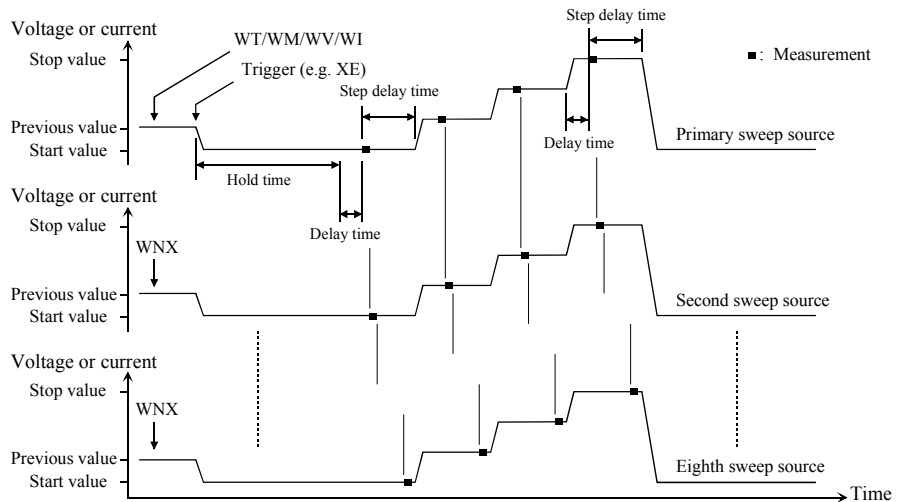 Voltage or current
WT/WM/WV/WI
Stop value
Trigger (e.g. XE)
Step delay time
Step delay time
■: Measurement
Previous value
Start value
Hold time
Delay time
Delay time
Primary sweep source
Voltage or current
Stop value
WNX
Previous value
Start value
Second sweep source
Voltage or current
Stop value
WNX
Previous value
Start value
Eighth sweep source
Time